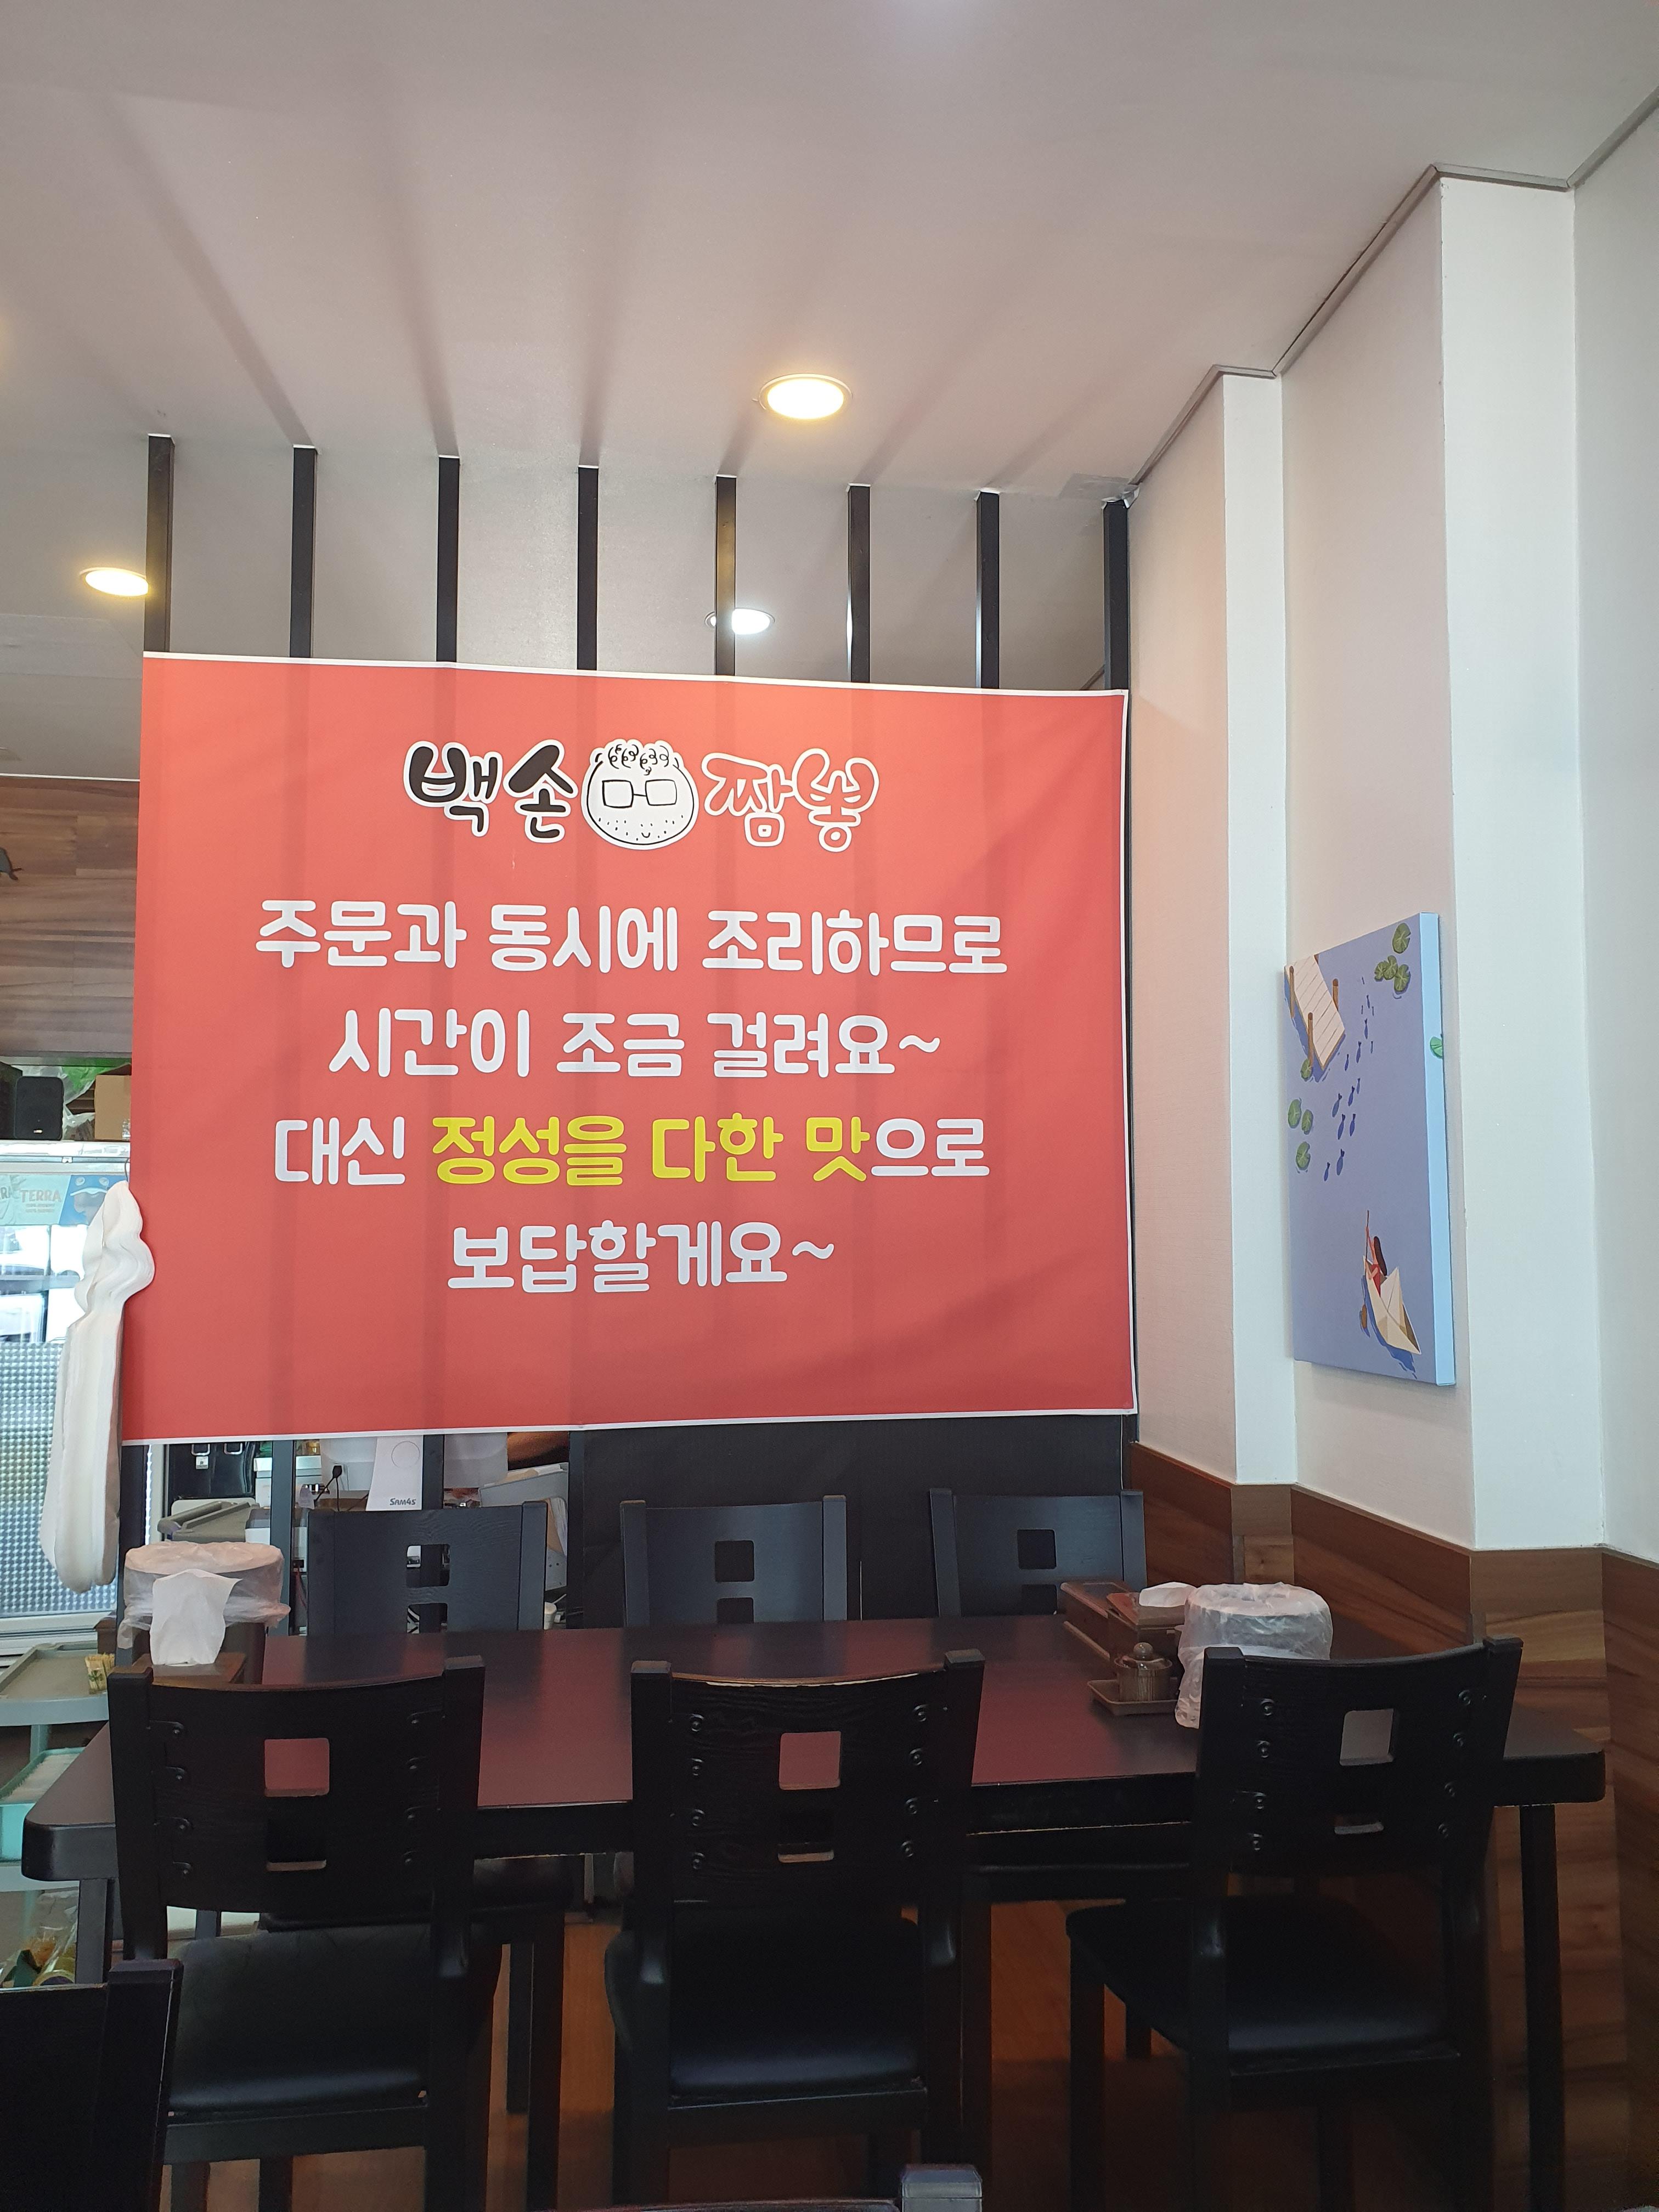 백손 짬뽕
주문과 동시에 조리하므로
시간이 조금 걸려요~
대신 정성을 다한 맛으로
보답할게요~
TERRA
SAM4S